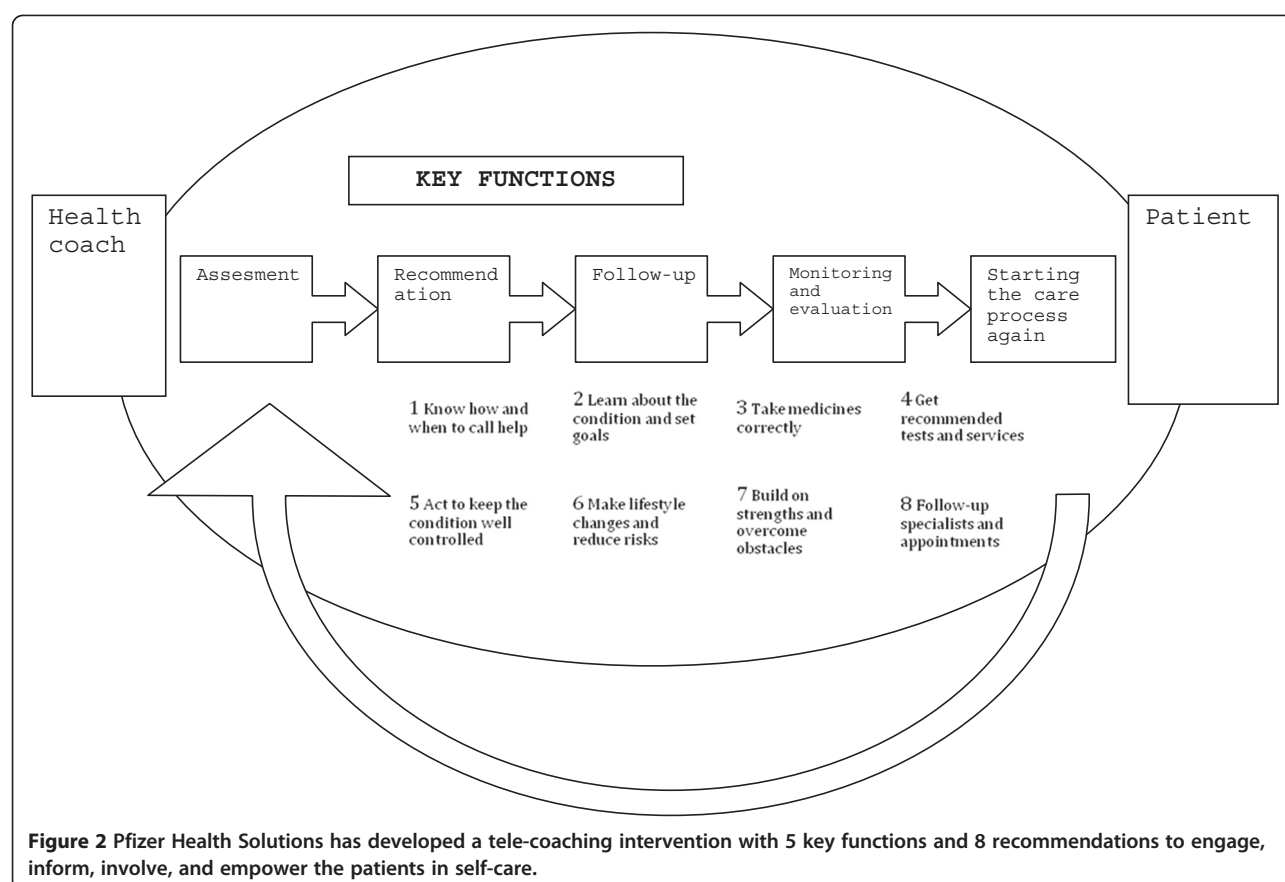 KEY FUNCTIONS
Health
coach
Patient
Assesment
Recommend
ation
Follow-up
Monitoring
and
evaluation
Starting
the care
process
again
1 Know how and
when to call help
2 Learn about the
condition and set
goals
3 Take medicines
correctly
4 Get
recommended
tests and services
5 Act to keep the
condition well
controlled
6 Make lifestyle
changes and
reduce risks
7 Build on
strengths and
overcome
obstacles
8 Follow-up
specialists and
appointments
Figure 2 Pfizer Health Solutions has developed a tele-coaching intervention with 5 key functions and 8 recommendations to engage,
inform, involve, and empower the patients in self-care.